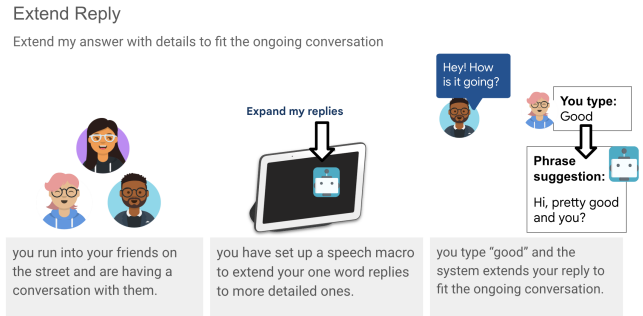 Extend Reply
Extend my answer with details to fit the ongoing conversation
Hey! How
is it going?
Expand my replies
You type:
Good
Phrase
suggestion:
Hi, pretty good
and you?
you run into your friends on
the street and are having a
conversation with them.
you have set up a speech macro
to extend your one word replies
to more detailed ones.
you type “good” and the
system extends your reply to
fit the ongoing conversation.